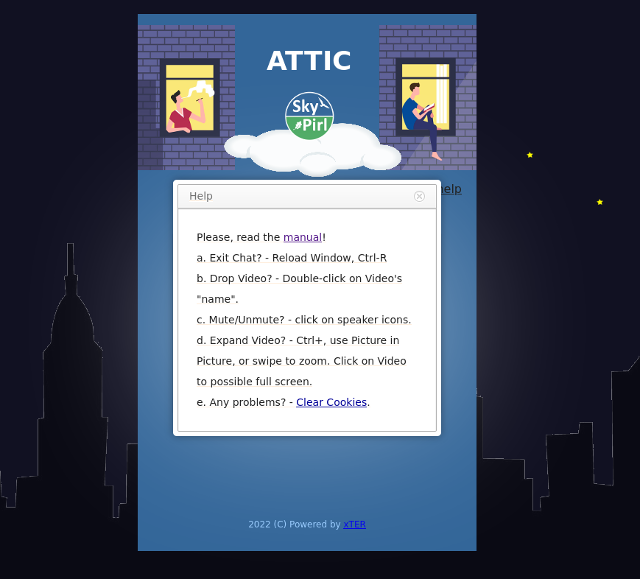 ATTIC
Sky
Pirl
help
Help
Please, read the manual!
a. Exit Chat? - Reload Window, Ctrl-R
b. Drop Video? - Double-click on Video's
"name".
c. Mute/Unmute? - click on speaker icons.
d. Expand Video? - Ctrl+, use Picture in
Picture, or swipe to zoom. Click on Video
to possible full screen.
e. Any problems? - Clear Cookies.
2022 (C) Powered by xTER